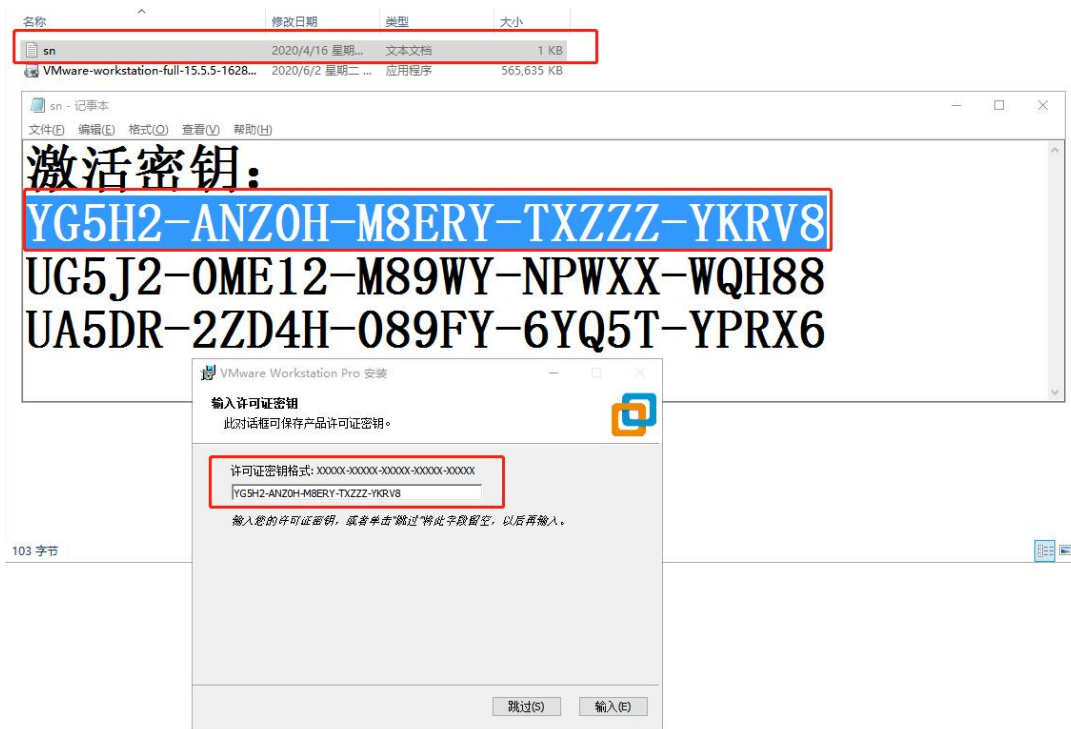 名称 修改日期 类型 大小
sn 2020/4/16 星期... 文本文档 1 KB
VMware-workstation-full-15.5.5-1628... 2020/6/2 星期二 ... 应用程序 565,635 KB
sn - 记事本
文件(F) 编辑(E) 格式(O) 查看(V) 帮助(H)
激活密钥:
YG5H2-ANZ0H-M8ERY-TXZZZ-YKRV8
UG5J2-0ME12-M89WY-NPWXX-WQH88
UA5DR-2ZD4H-089FY-6YQ5T-YPRX6
VMware Workstation Pro 安装
输入许可证密钥
此对话框可保存产品许可证密钥。
许可证密钥格式: XXXXX-XXXXX-XXXXX-XXXXX-XXXXX
YG5H2-ANZ0H-M8ERY-TXZZZ-YKRV8
输入您的许可证密钥，或者单击"跳过"将此字段留空，以后再输入。
103 字节
跳过(S) 输入(E)